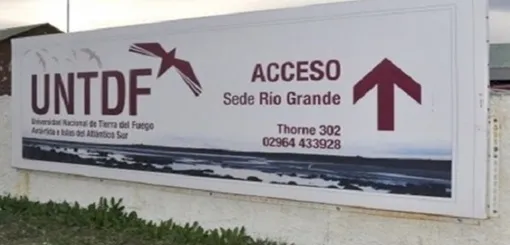 UNTDF
Universidad Nacional de Tierra del Fuego
Antártida e Islas del Atlántico Sur
ACCESO
Sede Río Grande
Thorne 302
02964 433928